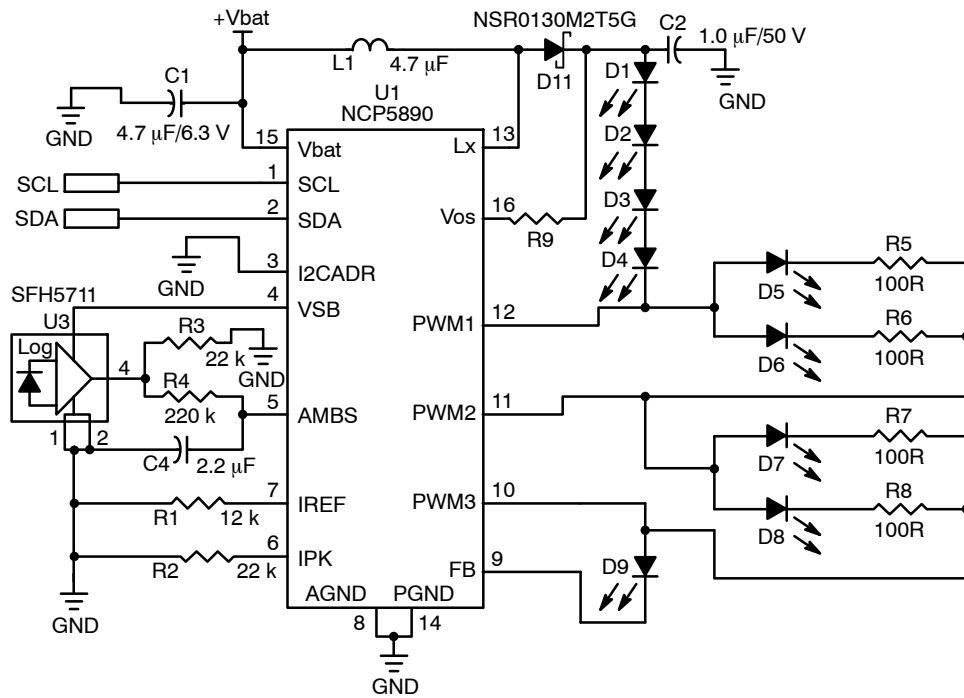 +Vbat
NSR0130M2T5G
C2
1.0 µF/50 V
L1
4.7 µF
D11
GND
C1
4.7 µF/6.3 V
GND
U1
NCP5890
D1
D2
D3
D4
15
Vbat
Lx
13
SCL
1
SCL
SDA
2
SDA
Vos
16
R9
GND
3
I2CADR
SFH5711
U3
Log
4
VSB
4
R3
22 k
GND
R4
220 k
PWM1
12
D5
R5
100R
D6
R6
100R
5
AMBS
PWM2
11
1
2
C4
2.2 µF
D7
R7
100R
D8
R8
100R
7
IREF
R1
12 k
PWM3
10
6
IPK
R2
22 k
FB
9
D9
GND
AGND
PGND
8
14
GND